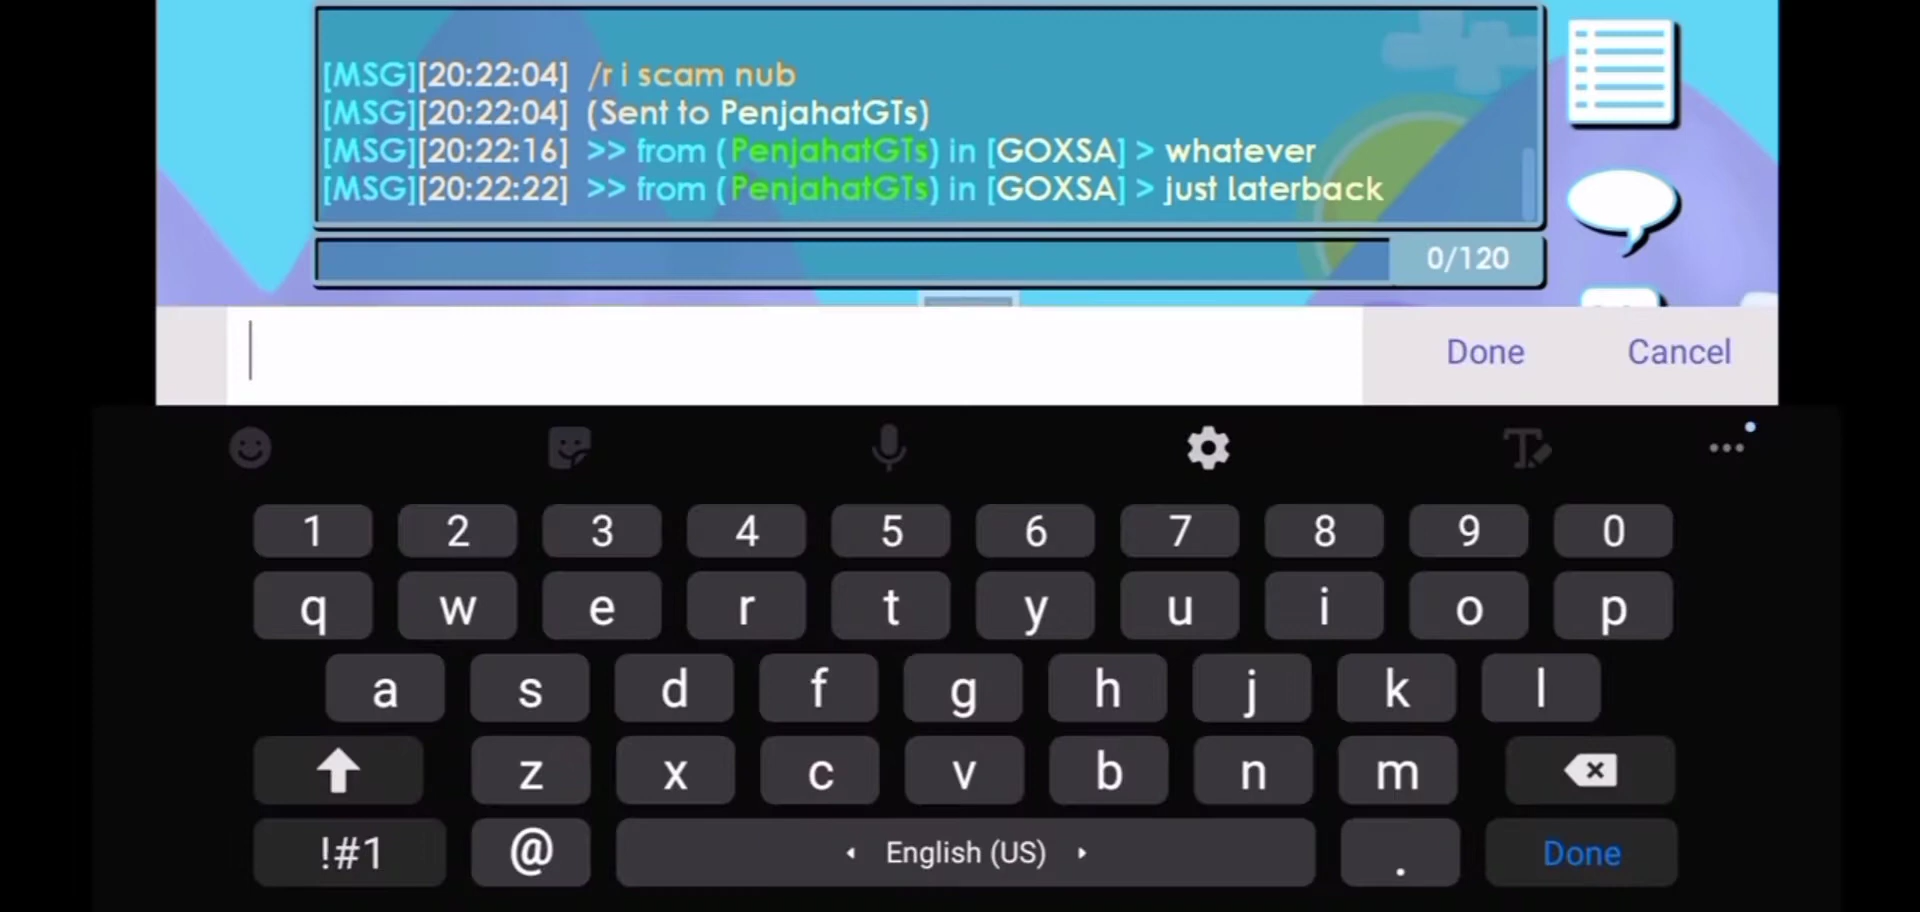 [MSG][20:22:04] /r i scam nub
[MSG][20:22:04] (Sent to PenjahatGTs)
[MSG][20:22:16] >> from (PenjahatGTs) in [GOXSA] > whatever
[MSG][20:22:22] >> from (PenjahatGTs) in [GOXSA] > just laterback
0/120
Done Cancel
1 2 3 4 5 6 7 8 9 0
q w e r t y u i o p
a s d f g h j k l
z x c v b n m
!#1 @ English (US) . Done